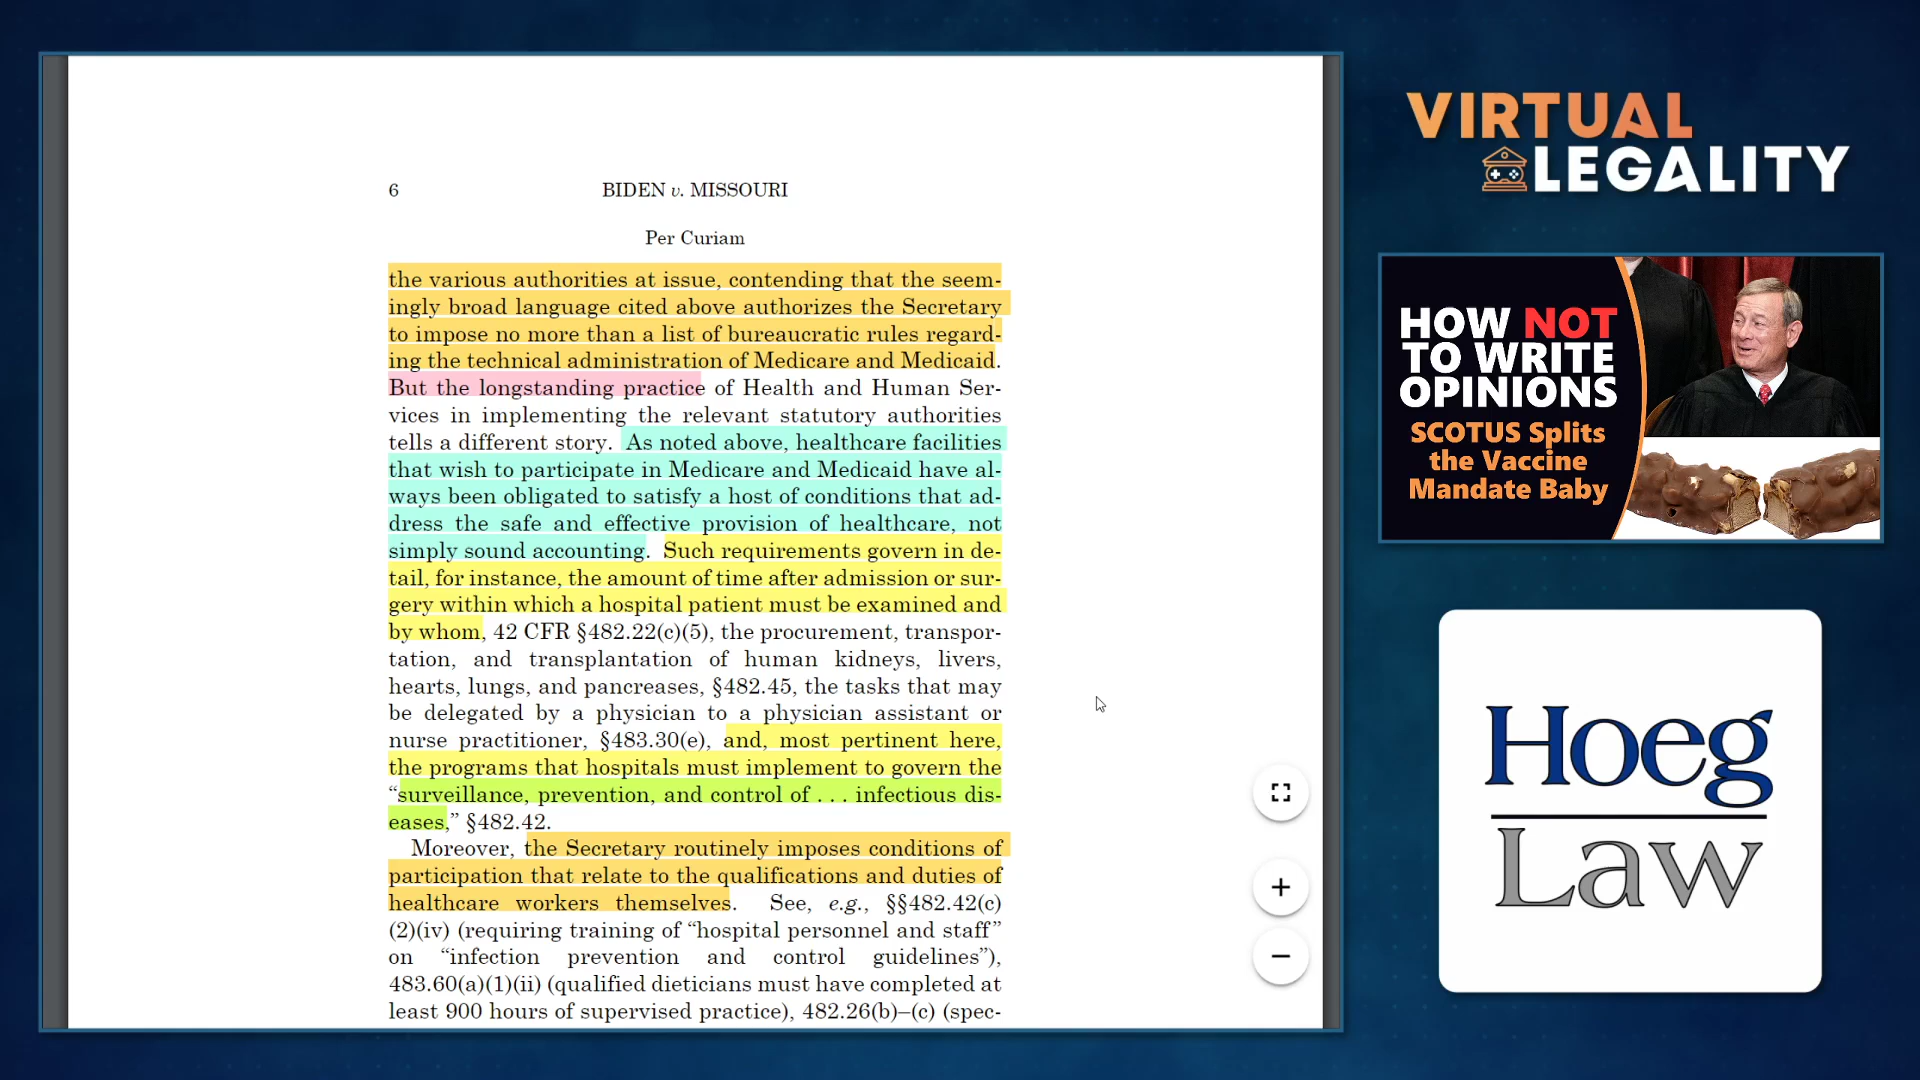 6 BIDEN v. MISSOURI
Per Curiam
the various authorities at issue, contending that the seem-
ingly broad language cited above authorizes the Secretary
to impose no more than a list of bureaucratic rules regard-
ing the technical administration of Medicare and Medicaid.
But the longstanding practice of Health and Human Ser-
vices in implementing the relevant statutory authorities
tells a different story. As noted above, healthcare facilities
that wish to participate in Medicare and Medicaid have al-
ways been obligated to satisfy a host of conditions that ad-
dress the safe and effective provision of healthcare, not
simply sound accounting. Such requirements govern in de-
tail, for instance, the amount of time after admission or sur-
gery within which a hospital patient must be examined and
by whom, 42 CFR §482.22(c)(5), the procurement, transpor-
tation, and transplantation of human kidneys, livers,
hearts, lungs, and pancreases, §482.45, the tasks that may
be delegated by a physician to a physician assistant or
nurse practitioner, §483.30(e), and, most pertinent here,
the programs that hospitals must implement to govern the
“surveillance, prevention, and control of . . . infectious dis-
eases,” §482.42.
Moreover, the Secretary routinely imposes conditions of
participation that relate to the qualifications and duties of
healthcare workers themselves. See, e.g., §§482.42(c)
(2)(iv) (requiring training of “hospital personnel and staff”
on “infection prevention and control guidelines”),
483.60(a)(1)(ii) (qualified dieticians must have completed at
least 900 hours of supervised practice), 482.26(b)–(c) (spec-
VIRTUAL
LEGALITY
HOW NOT
TO WRITE
OPINIONS
SCOTUS Splits
the Vaccine
Mandate Baby
Hoeg
Law